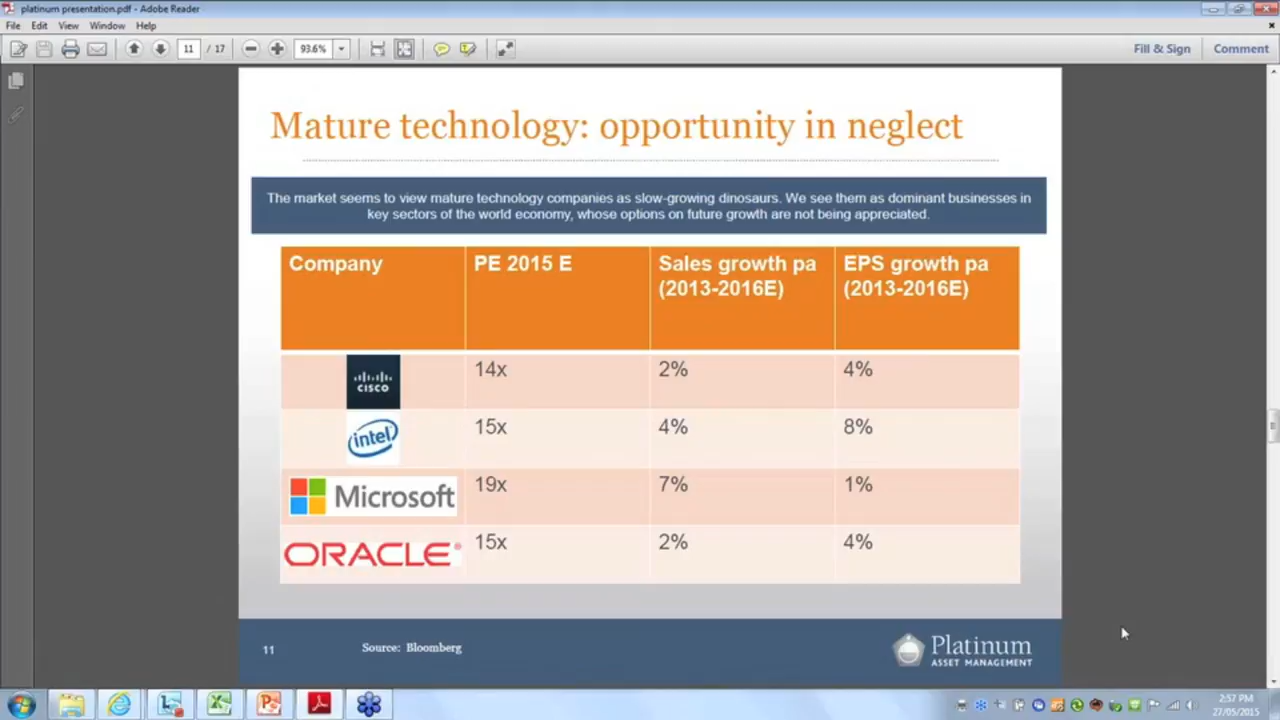 platinum presentation.pdf - Adobe Reader
File Edit View Window Help
11 / 17 93.6% Fill & Sign Comment
Mature technology: opportunity in neglect
The market seems to view mature technology companies as slow-growing dinosaurs. We see them as dominant businesses in
key sectors of the world economy, whose options on future growth are not being appreciated.
Company PE 2015 E Sales growth pa EPS growth pa
(2013-2016E) (2013-2016E)
CISCO 14x 2% 4%
intel 15x 4% 8%
Microsoft 19x 7% 1%
ORACLE® 15x 2% 4%
11 Source: Bloomberg Platinum
ASSET MANAGEMENT
2:57 PM
27/05/2015